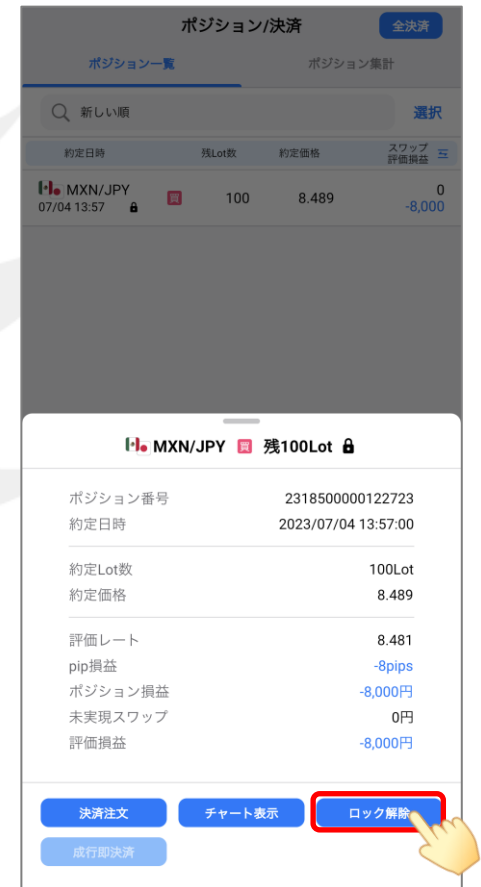 ポジション/決済 全決済
ポジション一覧 ポジション集計
新しい順 選択
約定日時 残Lot数 約定価格 スワップ
評価損益
MXN/JPY 買 100 8.489 0
07/04 13:57 -8,000
MXN/JPY 買 残100Lot
ポジション番号 2318500000122723
約定日時 2023/07/04 13:57:00
約定Lot数 100Lot
約定価格 8.489
評価レート 8.481
pip損益 -8pips
ポジション損益 -8,000円
未実現スワップ 0円
評価損益 -8,000円
決済注文 チャート表示 ロック解除
成行即決済